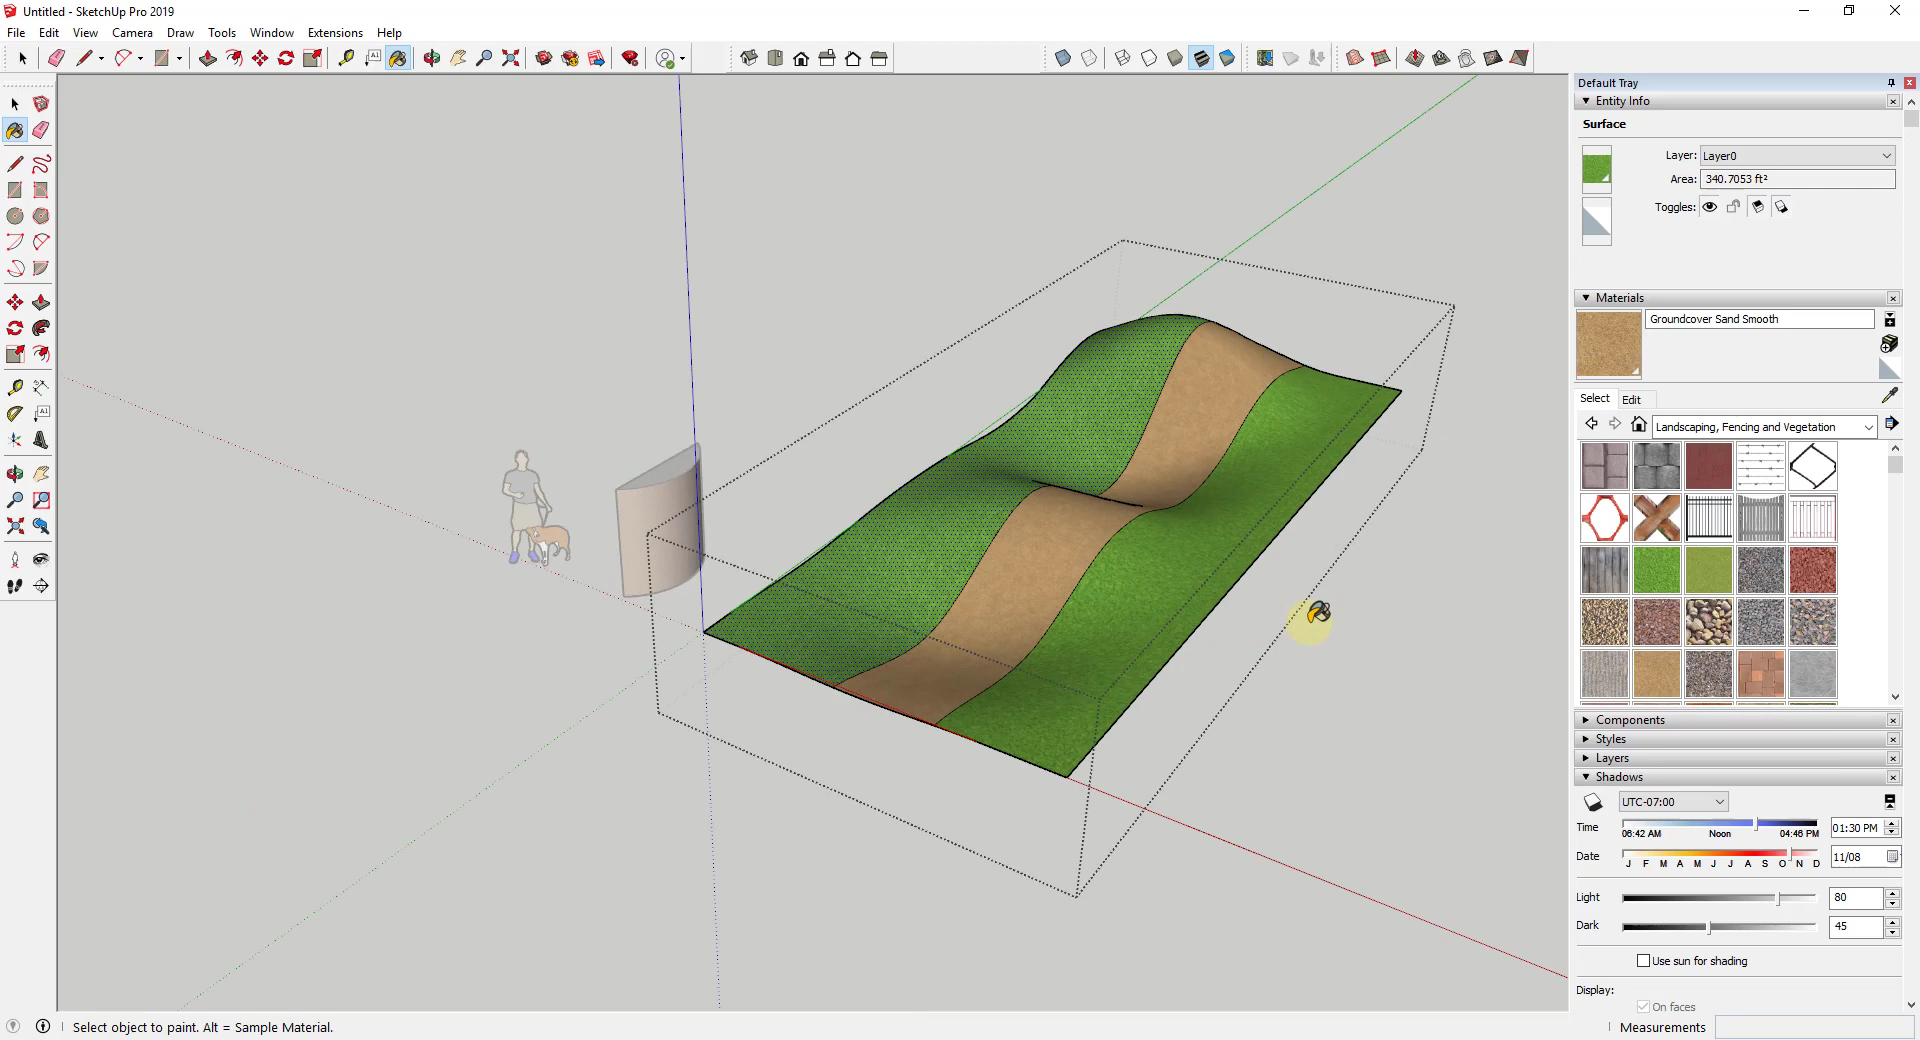 Untitled - SketchUp Pro 2019
File Edit View Camera Draw Tools Window Extensions Help
Default Tray
Entity Info
Surface
Layer: Layer0
Area: 340.7053 ft²
Toggles:
Materials
Groundcover Sand Smooth
Select Edit
Landscaping, Fencing and Vegetation
Components
Styles
Layers
Shadows
UTC-07:00
Time 06:42 AM Noon 04:46 PM 01:30 PM
Date J F M A M J J A S O N D 11/08
Light 80
Dark 45
Use sun for shading
Display:
On faces
Select object to paint. Alt = Sample Material.
Measurements